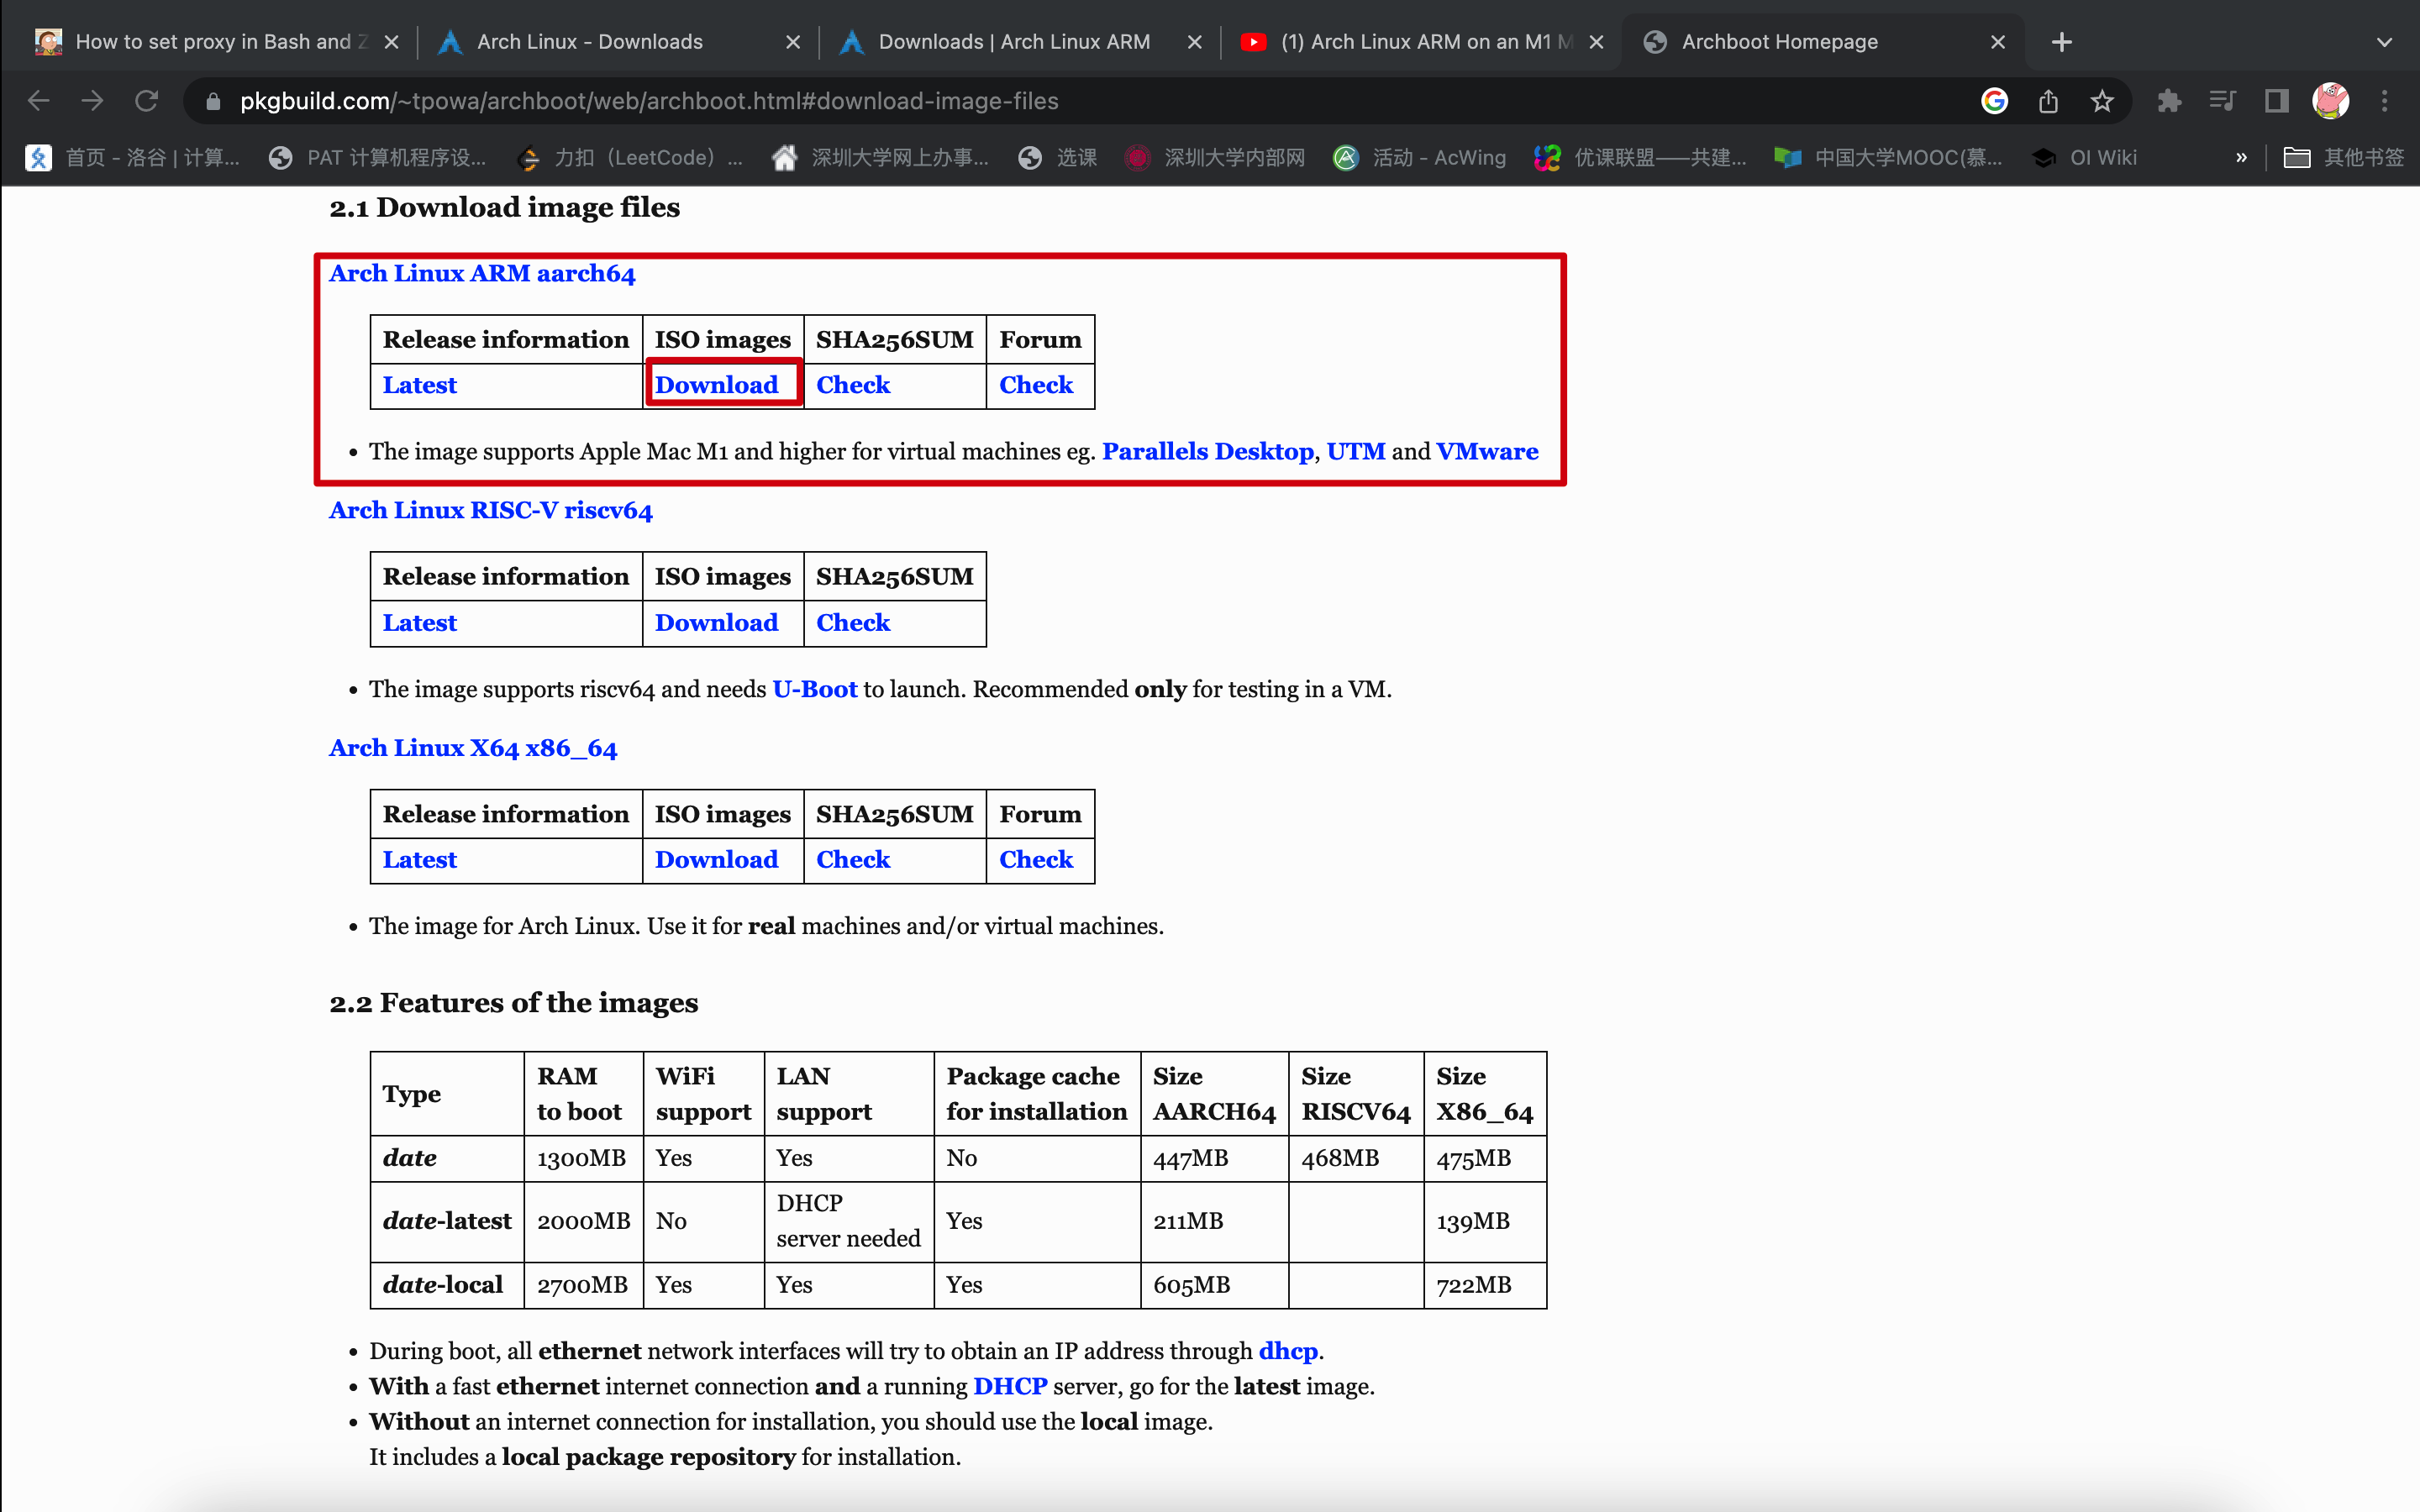 How to set proxy in Bash and Z
Arch Linux - Downloads
Downloads | Arch Linux ARM
(1) Arch Linux ARM on an M1 M
Archboot Homepage
pkgbuild.com/~tpowa/archboot/web/archboot.html#download-image-files
首页 - 洛谷 | 计算...
PAT 计算机程序设...
力扣（LeetCode）...
深圳大学网上办事...
选课
深圳大学内部网
活动 - AcWing
优课联盟——共建...
中国大学MOOC(慕...
OI Wiki
»
其他书签
2.1 Download image files
Arch Linux ARM aarch64
Release information ISO images SHA256SUM Forum
Latest Download Check Check
• The image supports Apple Mac M1 and higher for virtual machines eg. Parallels Desktop, UTM and VMware
Arch Linux RISC-V riscv64
Release information ISO images SHA256SUM
Latest Download Check
• The image supports riscv64 and needs U-Boot to launch. Recommended only for testing in a VM.
Arch Linux X64 x86_64
Release information ISO images SHA256SUM Forum
Latest Download Check Check
• The image for Arch Linux. Use it for real machines and/or virtual machines.
2.2 Features of the images
Type RAM to boot WiFi support LAN support Package cache for installation Size AARCH64 Size RISCV64 Size X86_64
date 1300MB Yes Yes No 447MB 468MB 475MB
date-latest 2000MB No DHCP server needed Yes 211MB 139MB
date-local 2700MB Yes Yes Yes 605MB 722MB
• During boot, all ethernet network interfaces will try to obtain an IP address through dhcp.
• With a fast ethernet internet connection and a running DHCP server, go for the latest image.
• Without an internet connection for installation, you should use the local image.
It includes a local package repository for installation.